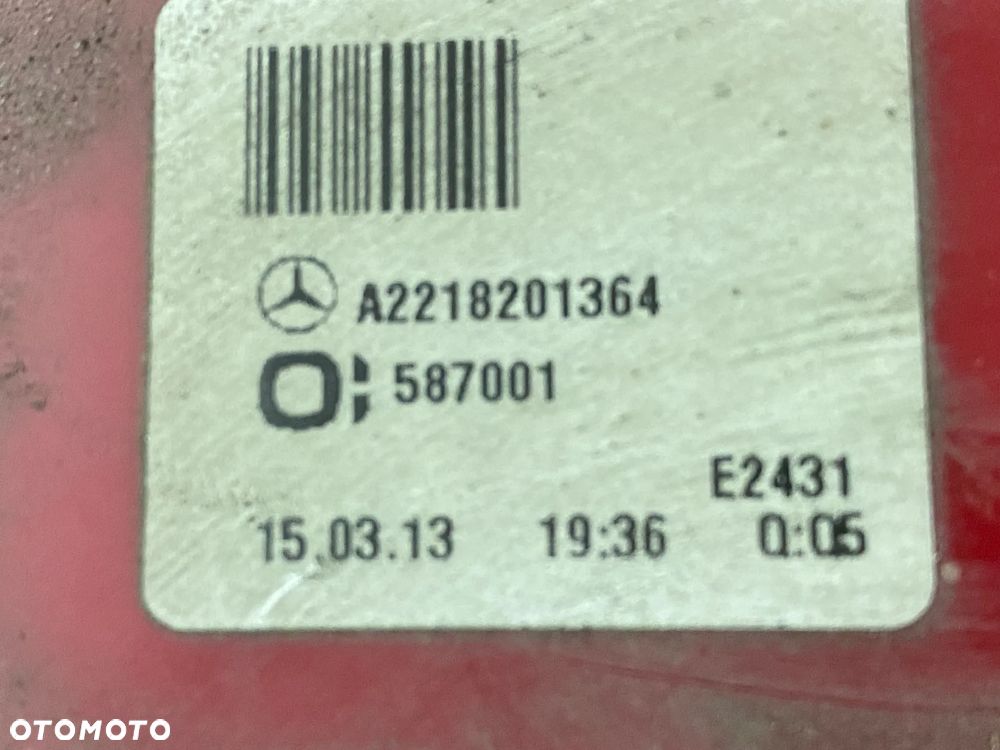 A2218201364
587001
E2431
15.03.13 19:36 Q:05
OTOMOTO